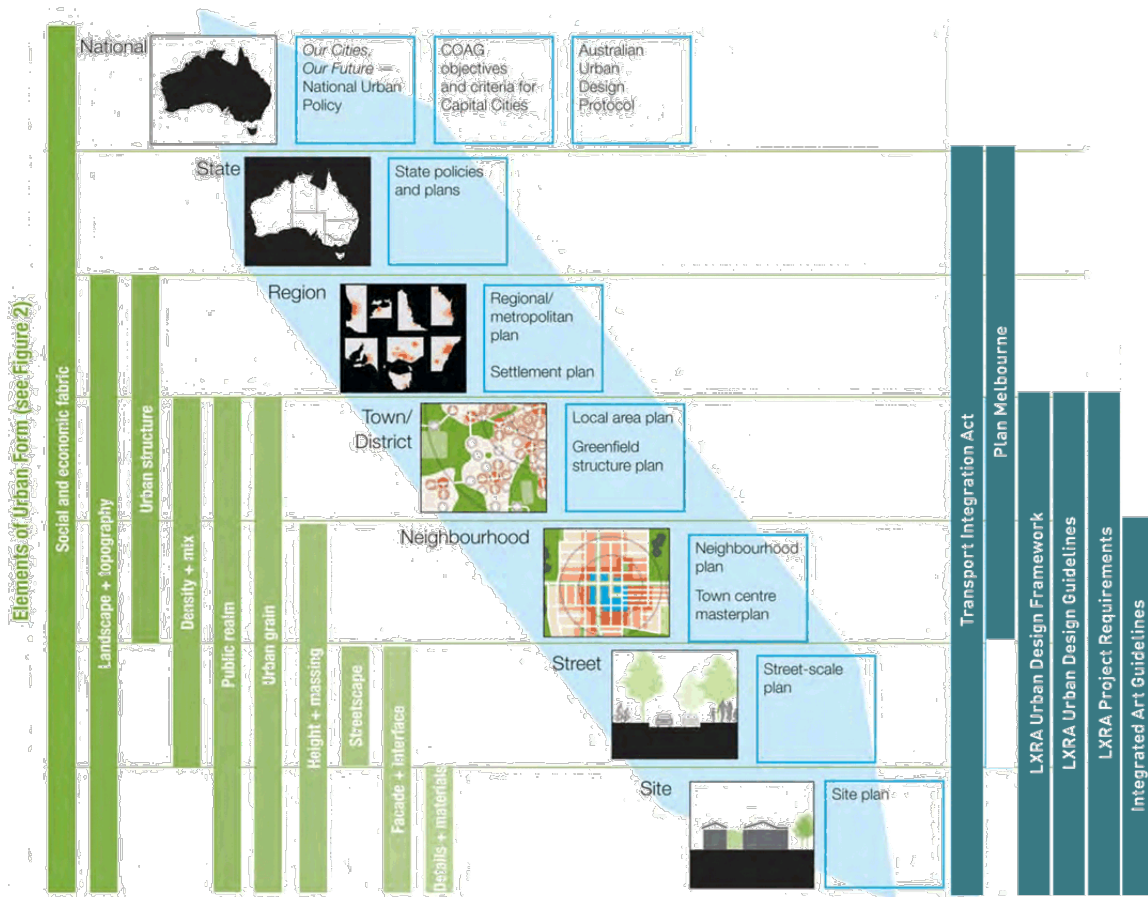 Elements of Urban Form (see Figure 2)
Social and economic fabric
Landscape + topography
Urban structure
Density + mix
Public realm
Urban grain
Height + massing
Streetscape
Facade + Interface
Details + materials
National
Our Cities,
Our Future —
National Urban
Policy
COAG
objectives
and criteria for
Capital Cities
Australian
Urban
Design
Protocol
State
State policies
and plans
Region
Regional/
metropolitan
plan
Settlement plan
Town/
District
Local area plan
Greenfield
structure plan
Neighbourhood
Neighbourhood
plan
Town centre
masterplan
Street
Street-scale
plan
Site
Site plan
Transport Integration Act
Plan Melbourne
LXRA Urban Design Framework
LXRA Urban Design Guidelines
LXRA Project Requirements
Integrated Art Guidelines